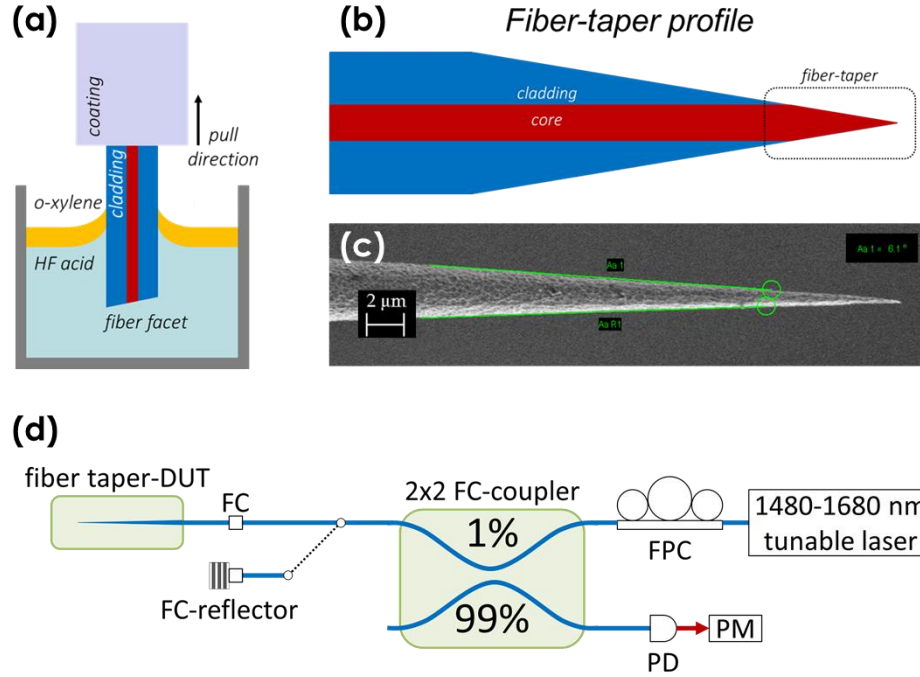 (a)
coating
pull
direction
cladding
o-xylene
HF acid
fiber facet
(b)
Fiber-taper profile
cladding
core
fiber-taper
(c)
Aa 1
Aa 1 = 6.1 °
2 μm
Aa R1
(d)
fiber taper-DUT
FC
FC-reflector
2x2 FC-coupler
1%
99%
FPC
1480-1680 nm
tunable laser
PD
PM